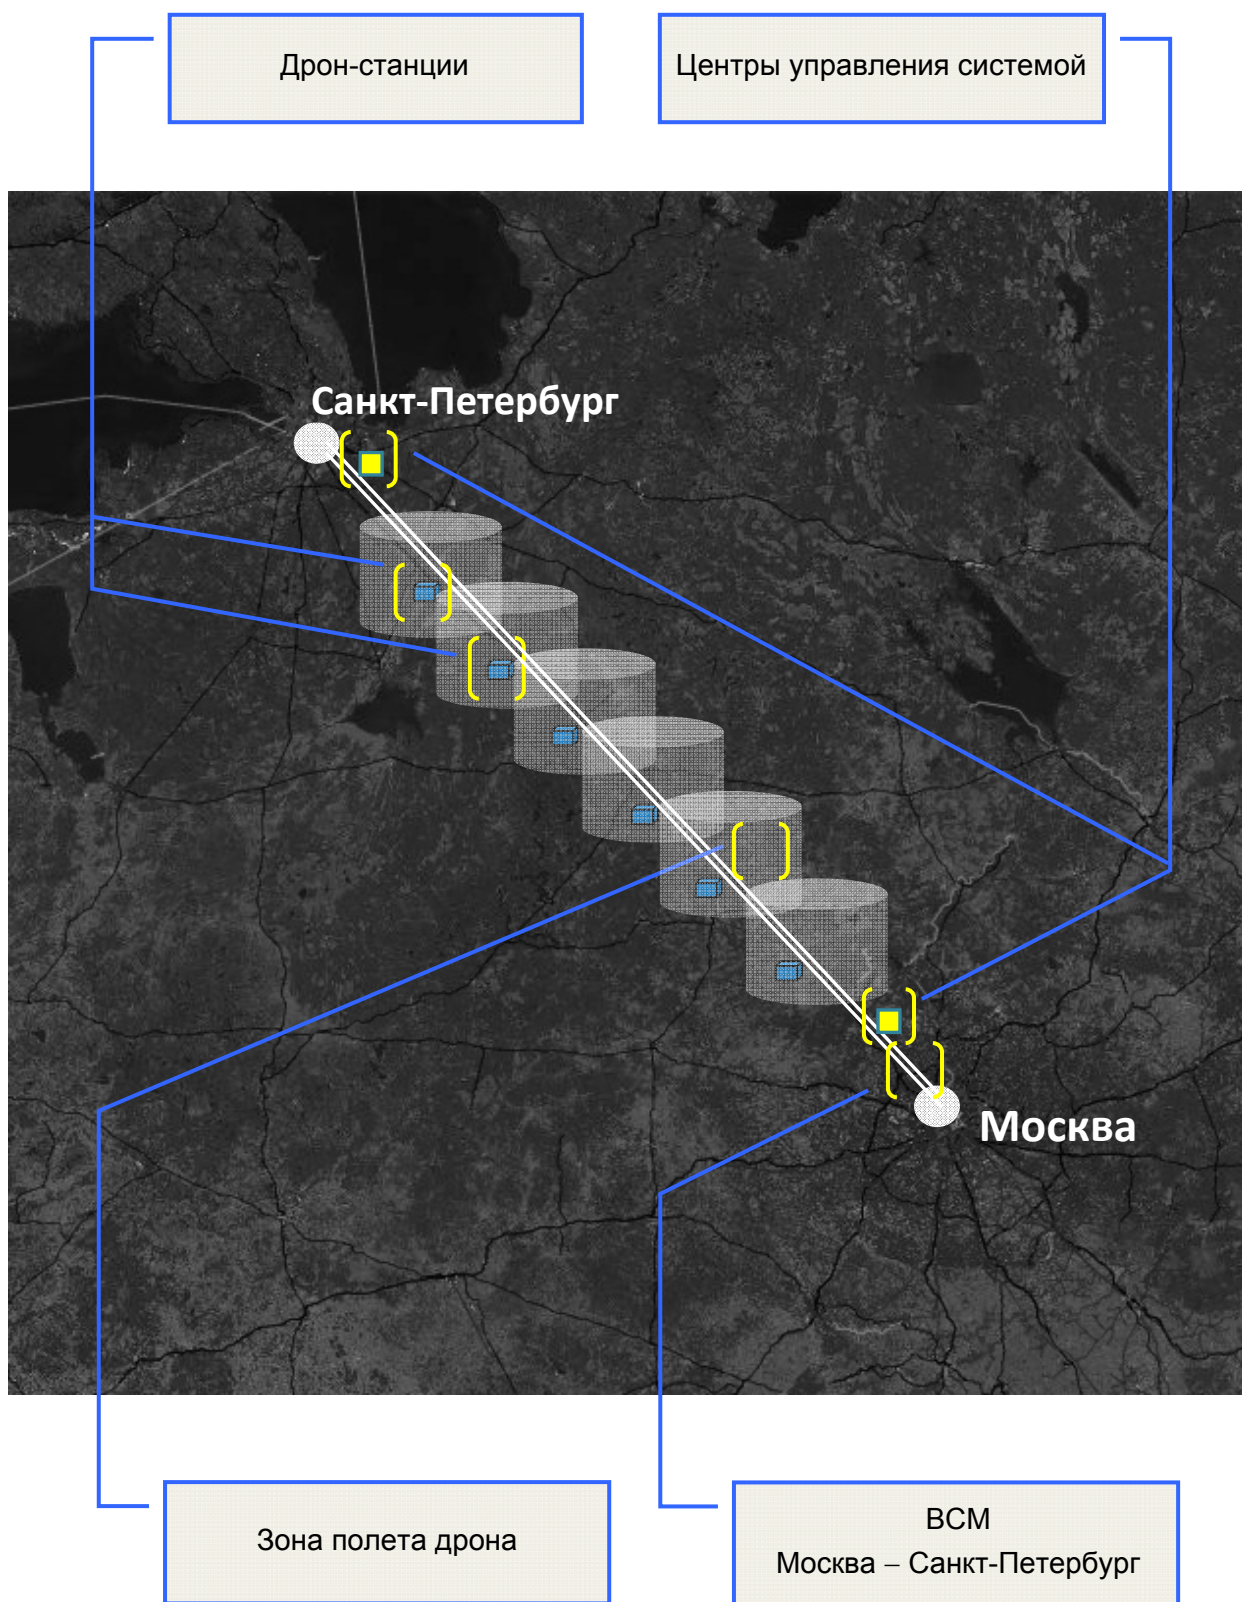 Дрон-станции
Центры управления системой
Санкт-Петербург
Москва
Зона полета дрона
ВСМ
Москва – Санкт-Петербург